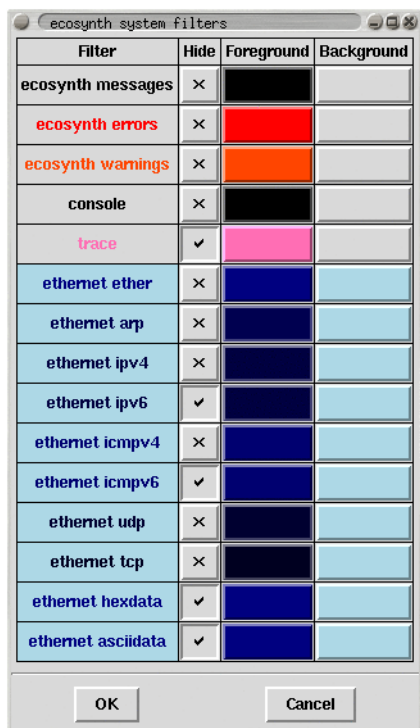 ecosynth system filters
Filter Hide Foreground Background
ecosynth messages
ecosynth errors
ecosynth warnings
console
trace
ethernet ether
ethernet arp
ethernet ipv4
ethernet ipv6
ethernet icmpv4
ethernet icmpv6
ethernet udp
ethernet tcp
ethernet hexdata
ethernet asciidata
OK Cancel